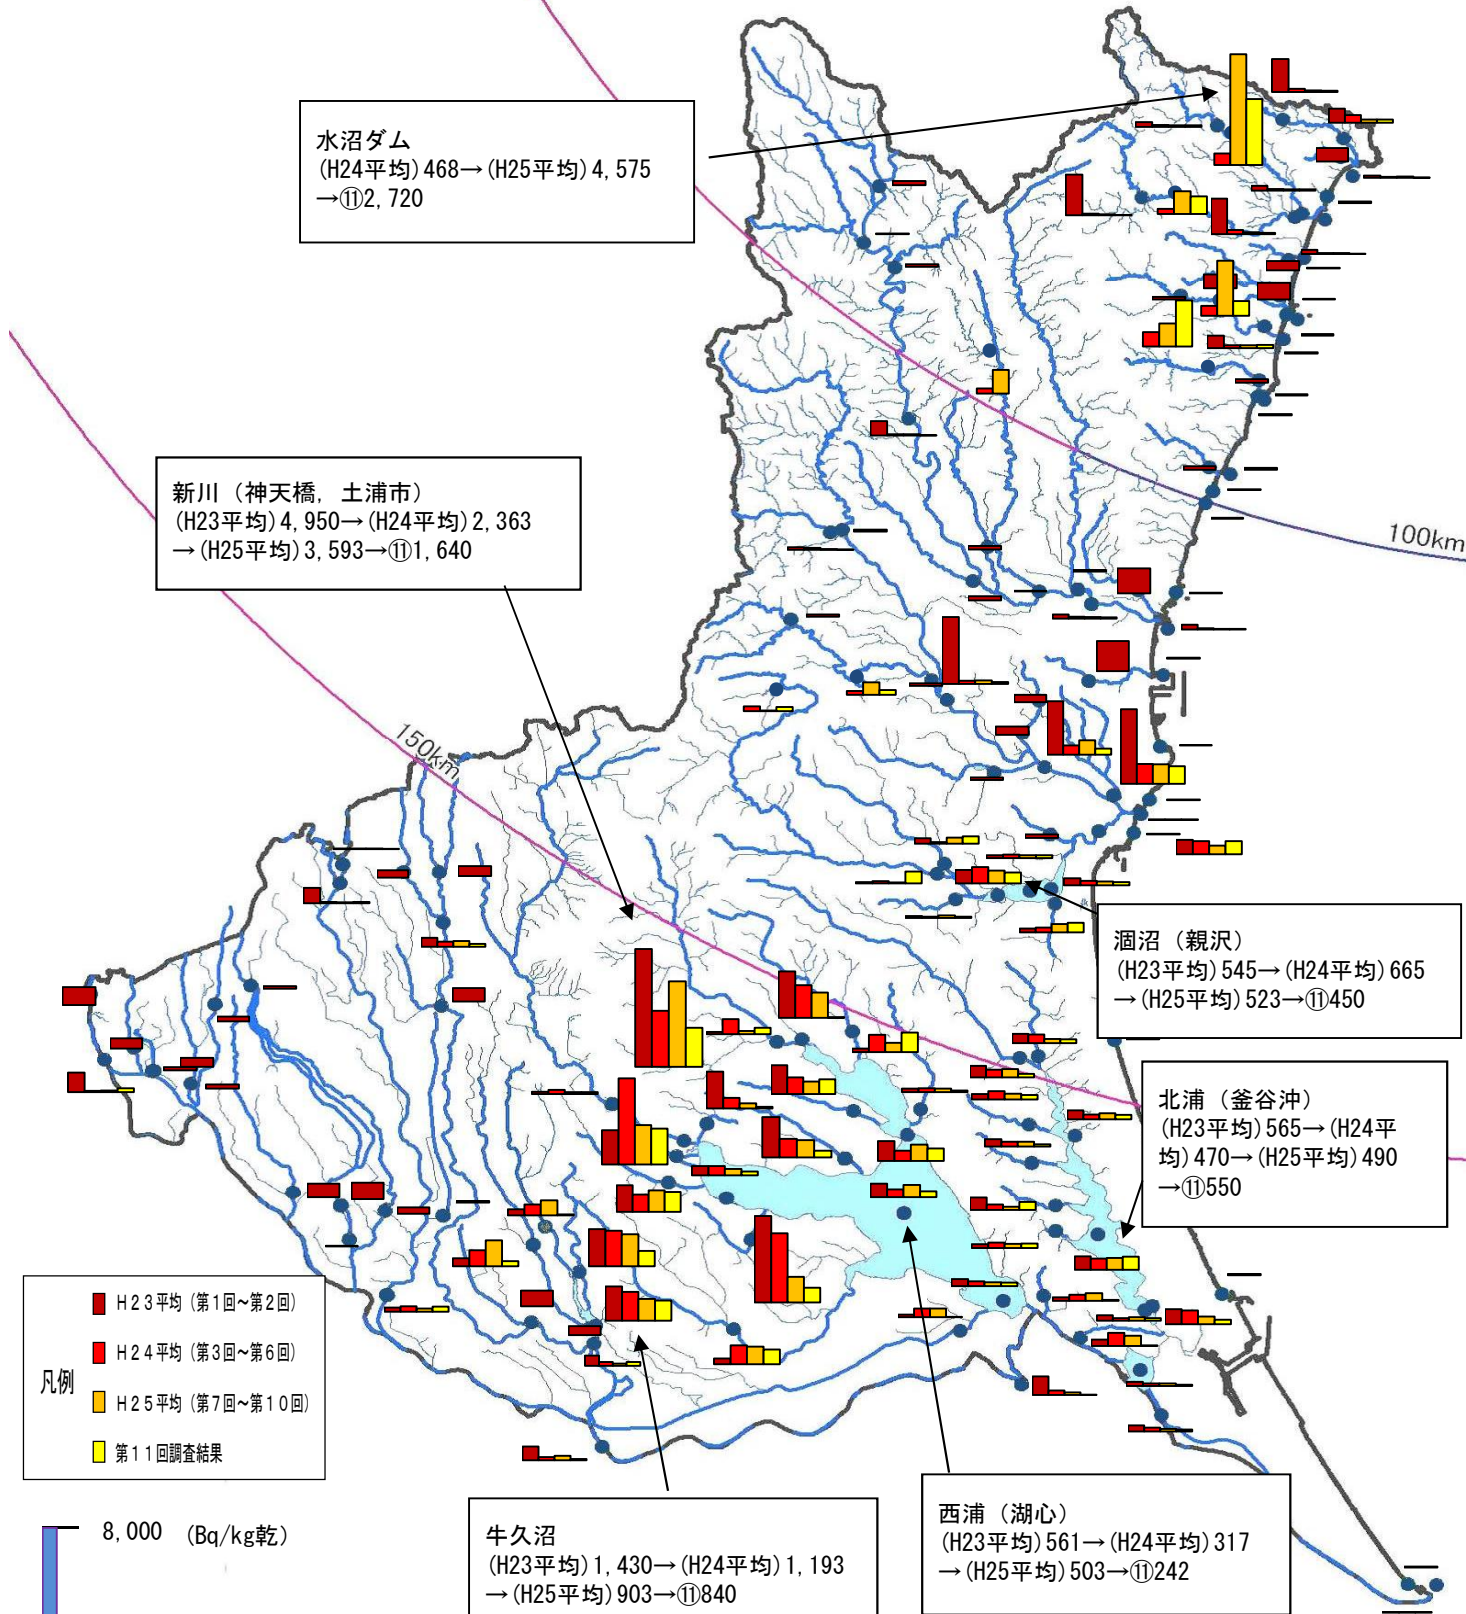 水沼ダム
(H24平均)468→(H25平均)4,575
→⑪2,720
新川（神天橋，土浦市）
(H23平均)4,950→(H24平均)2,363
→(H25平均)3,593→⑪1,640
100km
150km
涸沼（親沢）
(H23平均)545→(H24平均)665
→(H25平均)523→⑪450
北浦（釜谷沖）
(H23平均)565→(H24平
均)470→(H25平均)490
→⑪550
凡例
H23平均(第1回~第2回)
H24平均(第3回~第6回)
H25平均(第7回~第10回)
第11回調査結果
8,000 (Bq/kg乾)
牛久沼
(H23平均)1,430→(H24平均)1,193
→(H25平均)903→⑪840
西浦（湖心）
(H23平均)561→(H24平均)317
→(H25平均)503→⑪242